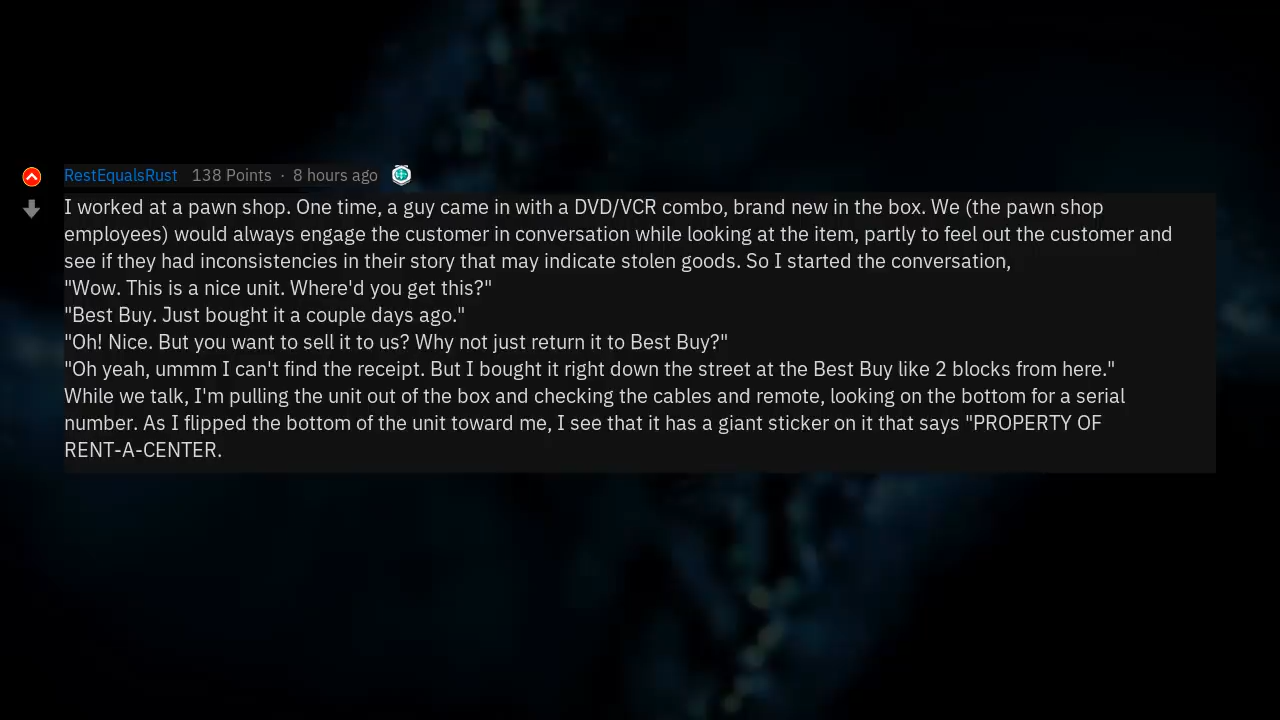 RestEqualsRust 138 Points · 8 hours ago
I worked at a pawn shop. One time, a guy came in with a DVD/VCR combo, brand new in the box. We (the pawn shop
employees) would always engage the customer in conversation while looking at the item, partly to feel out the customer and
see if they had inconsistencies in their story that may indicate stolen goods. So I started the conversation,
"Wow. This is a nice unit. Where'd you get this?"
"Best Buy. Just bought it a couple days ago."
"Oh! Nice. But you want to sell it to us? Why not just return it to Best Buy?"
"Oh yeah, ummm I can't find the receipt. But I bought it right down the street at the Best Buy like 2 blocks from here."
While we talk, I'm pulling the unit out of the box and checking the cables and remote, looking on the bottom for a serial
number. As I flipped the bottom of the unit toward me, I see that it has a giant sticker on it that says "PROPERTY OF
RENT-A-CENTER.